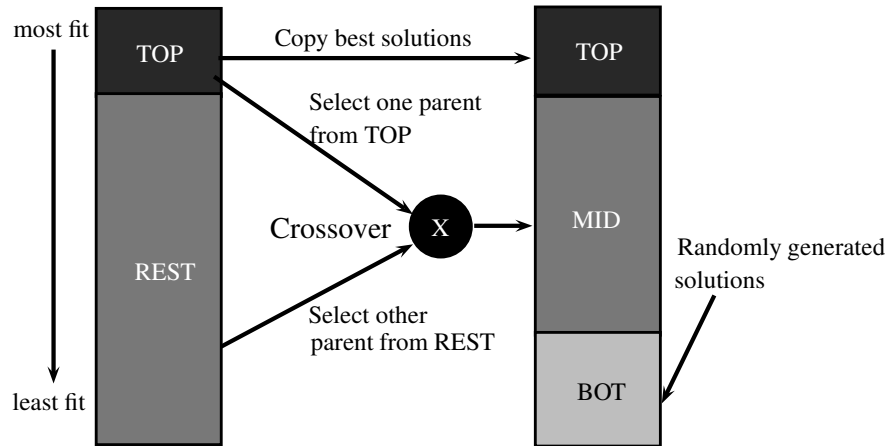 most fit
TOP
Copy best solutions
TOP
Select one parent
from TOP
Crossover
X
MID
REST
Randomly generated
solutions
Select other
parent from REST
least fit
BOT